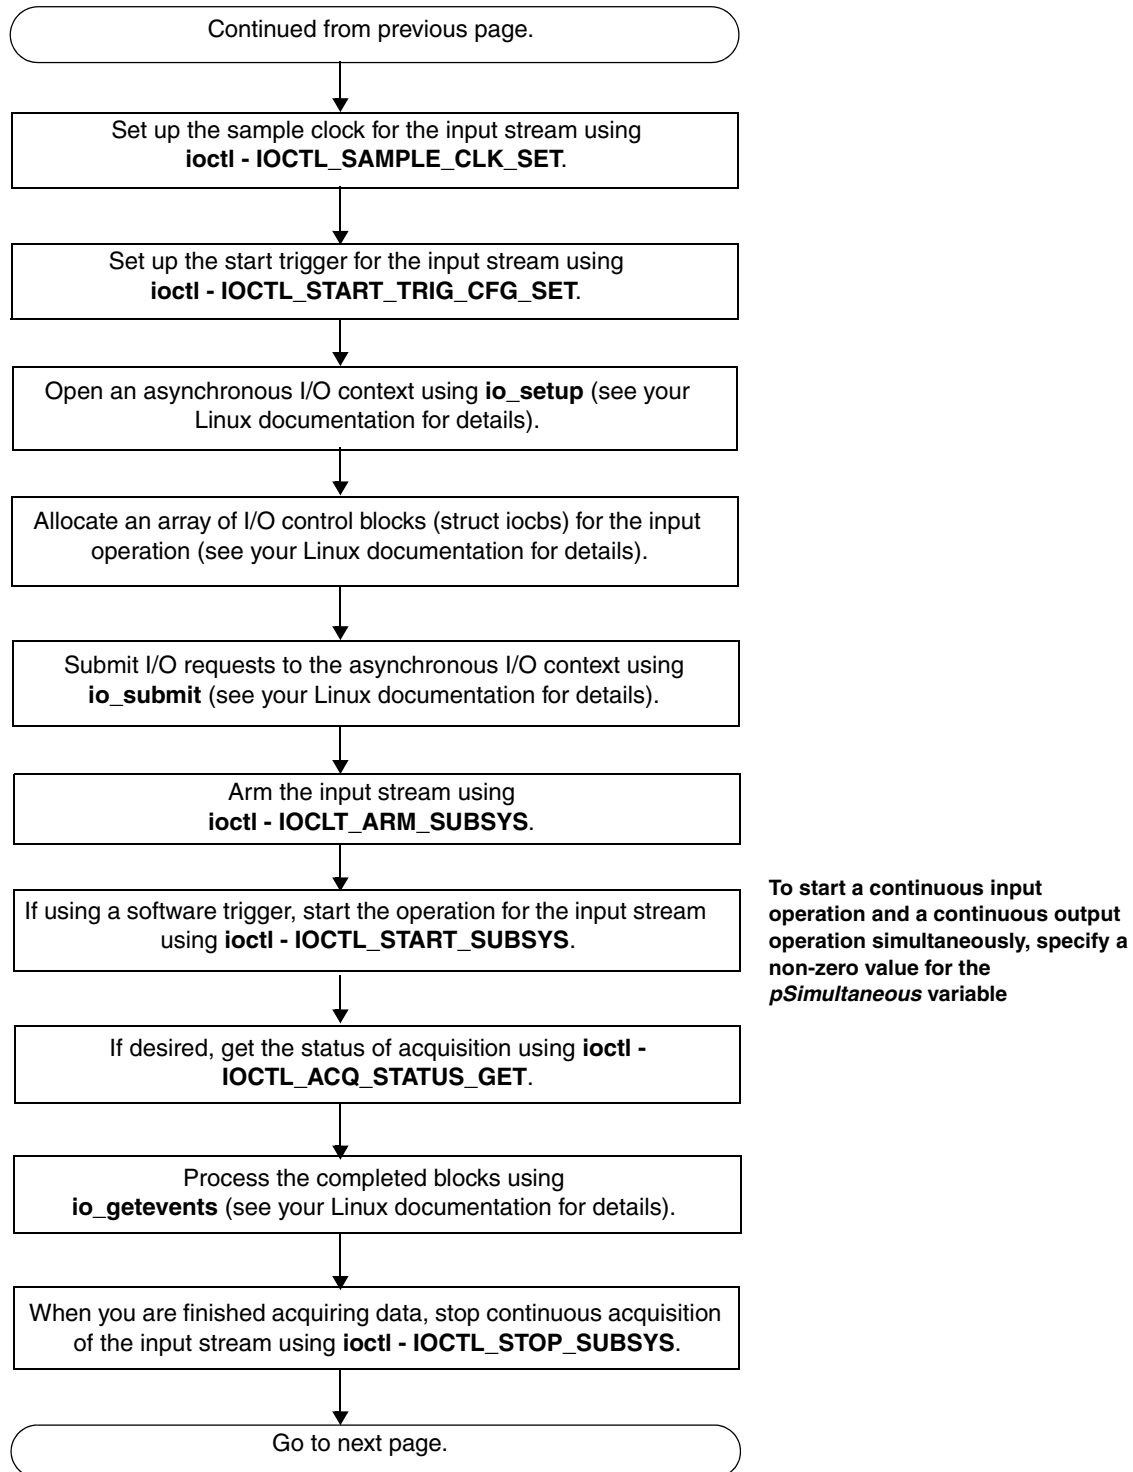 Continued from previous page.
Set up the sample clock for the input stream using
ioctl - IOCTL_SAMPLE_CLK_SET.
Set up the start trigger for the input stream using
ioctl - IOCTL_START_TRIG_CFG_SET.
Open an asynchronous I/O context using io_setup (see your
Linux documentation for details).
Allocate an array of I/O control blocks (struct iocbs) for the input
operation (see your Linux documentation for details).
Submit I/O requests to the asynchronous I/O context using
io_submit (see your Linux documentation for details).
Arm the input stream using
ioctl - IOCLT_ARM_SUBSYS.
If using a software trigger, start the operation for the input stream
using ioctl - IOCTL_START_SUBSYS.
To start a continuous input
operation and a continuous output
operation simultaneously, specify a
non-zero value for the
pSimultaneous variable
If desired, get the status of acquisition using ioctl -
IOCTL_ACQ_STATUS_GET.
Process the completed blocks using
io_getevents (see your Linux documentation for details).
When you are finished acquiring data, stop continuous acquisition
of the input stream using ioctl - IOCTL_STOP_SUBSYS.
Go to next page.